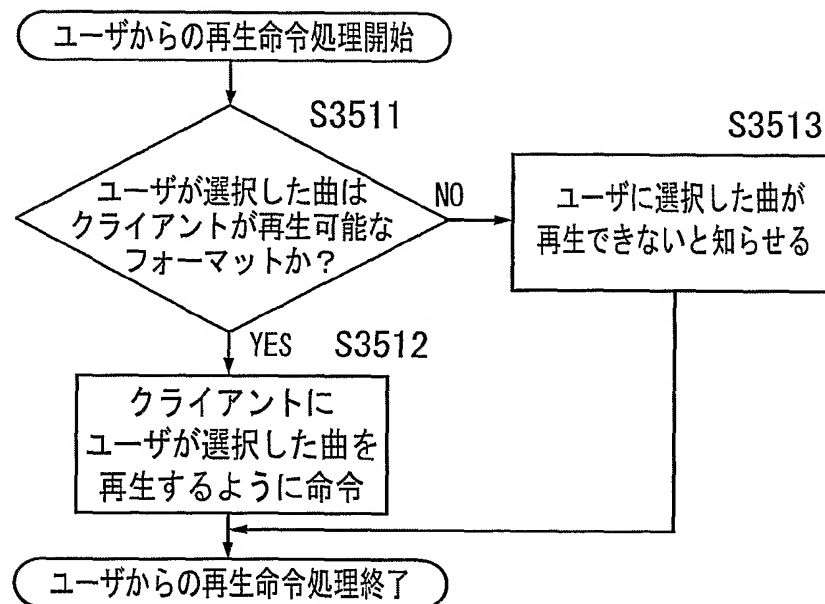 ユーザからの再生命令処理開始
S3511
ユーザが選択した曲は
クライアントが再生可能な
フォーマットか？
NO
S3513
ユーザに選択した曲が
再生できないと知らせる
YES
S3512
クライアントに
ユーザが選択した曲を
再生するように命令
ユーザからの再生命令処理終了